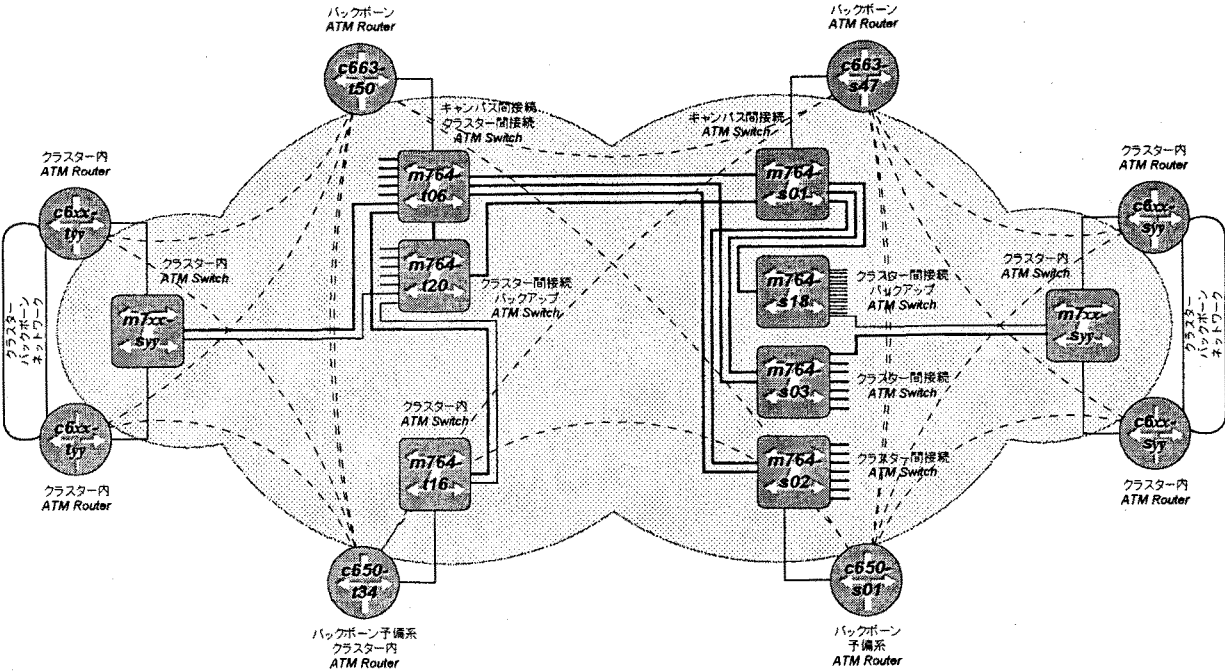 バックボーン
ATM Router
c663-
t50
バックボーン
ATM Router
c663-
s47
キャンパス間接続
クラスター間接続
ATM Switch
m764-
t06
キャンパス間接続
ATM Switch
m764-
s01
クラスター内
ATM Router
c6xx-
tyy
クラスター内
ATM Router
c6xx-
syy
クラスター内
ATM Switch
m7xx-
syy
m764-
t20
クラスター間接続
バックアップ
ATM Switch
m764-
s18
クラスター間接続
バックアップ
ATM Switch
クラスター内
ATM Switch
m7xx-
syy
クラスター
バックボーン
ネットワーク
クラスター
バックボーン
ネットワーク
m764-
s03
クラスター間接続
ATM Switch
c6xx-
tyy
クラスター内
ATM Router
クラスター内
ATM Switch
m764-
t16
m764-
s02
クラスター間接続
ATM Switch
c6xx-
syy
クラスター内
ATM Router
c650-
t34
バックボーン予備系
クラスター内
ATM Router
c650-
s01
バックボーン
予備系
ATM Router